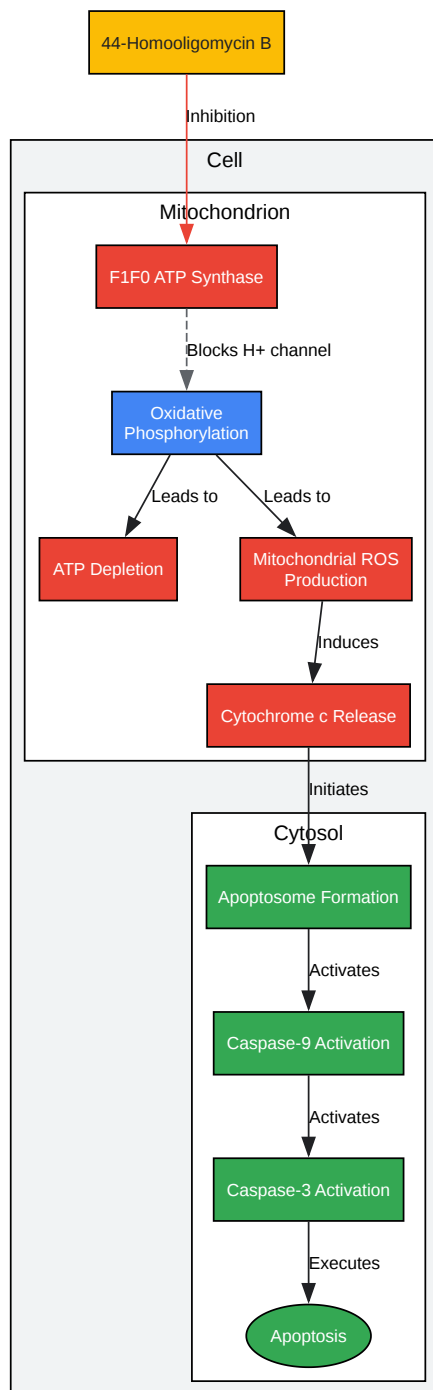 44-Homooligomycin B
Inhibition
Cell
Mitochondrion
F1F0 ATP Synthase
Blocks H+ channel
Oxidative
Phosphorylation
Leads to
Leads to
ATP Depletion
Mitochondrial ROS
Production
Induces
Cytochrome c Release
Initiates
Cytosol
Apoptosome Formation
Activates
Caspase-9 Activation
Activates
Caspase-3 Activation
Executes
Apoptosis